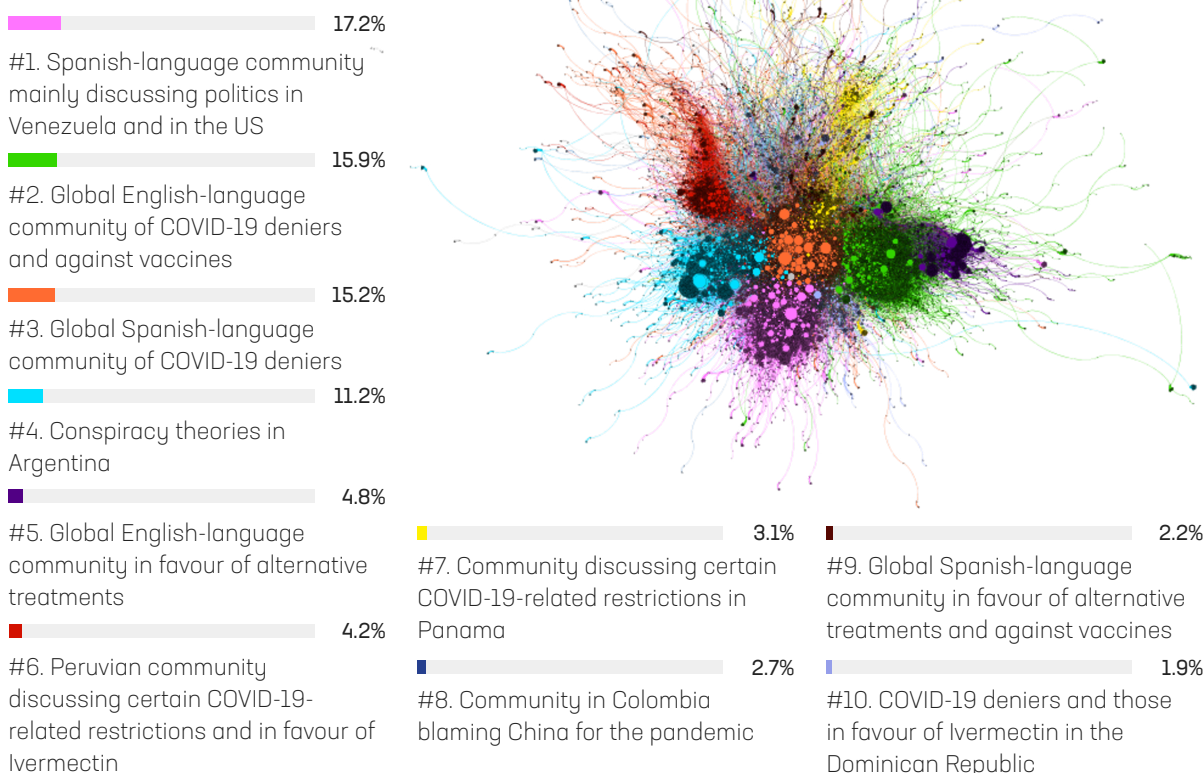 17.2%
#1. Spanish-language community
mainly discussing politics in
Venezuela and in the US
15.9%
#2. Global English-language
community of COVID-19 deniers
and against vaccines
15.2%
#3. Global Spanish-language
community of COVID-19 deniers
11.2%
#4. Conspiracy theories in
Argentina
4.8%
#5. Global English-language
community in favour of alternative
treatments
4.2%
#6. Peruvian community
discussing certain COVID-19-
related restrictions and in favour of
Ivermectin
3.1%
#7. Community discussing certain
COVID-19-related restrictions in
Panama
2.7%
#8. Community in Colombia
blaming China for the pandemic
2.2%
#9. Global Spanish-language
community in favour of alternative
treatments and against vaccines
1.9%
#10. COVID-19 deniers and those
in favour of Ivermectin in the
Dominican Republic